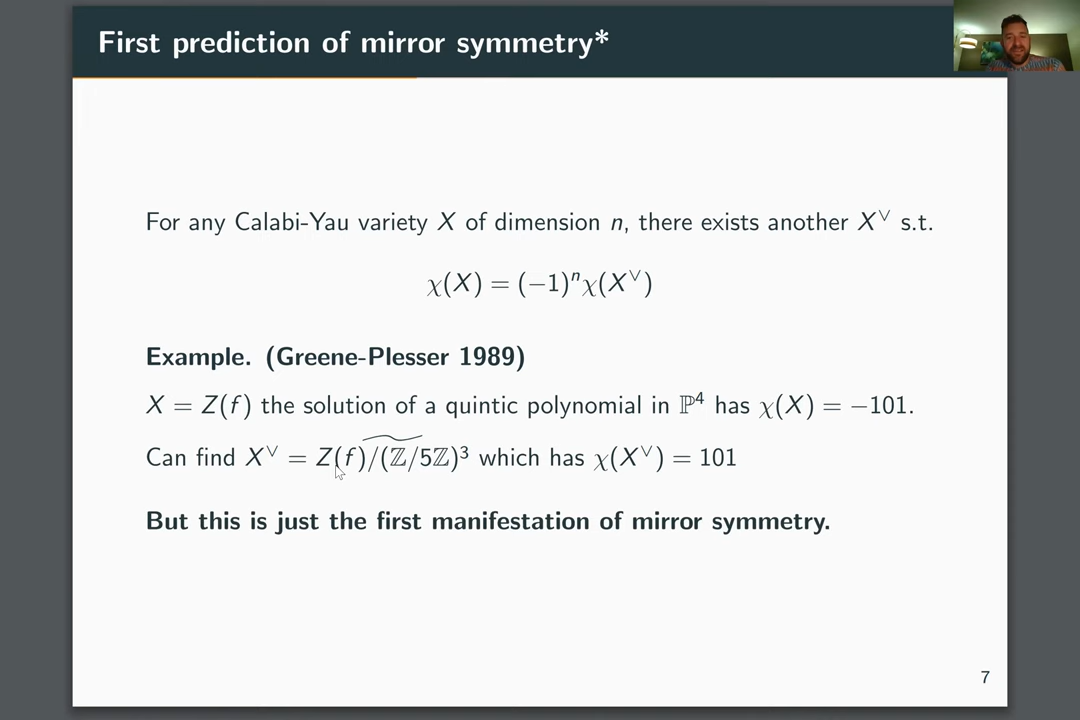 First prediction of mirror symmetry*
For any Calabi-Yau variety X of dimension n, there exists another X^∨ s.t.
χ(X) = (−1)ⁿχ(X^∨)
Example. (Greene-Plesser 1989)
X = Z(f) the solution of a quintic polynomial in ℙ⁴ has χ(X) = −101.
Can find X^∨ = Z(f)/(ℤ/5ℤ)³ which has χ(X^∨) = 101
But this is just the first manifestation of mirror symmetry.
7